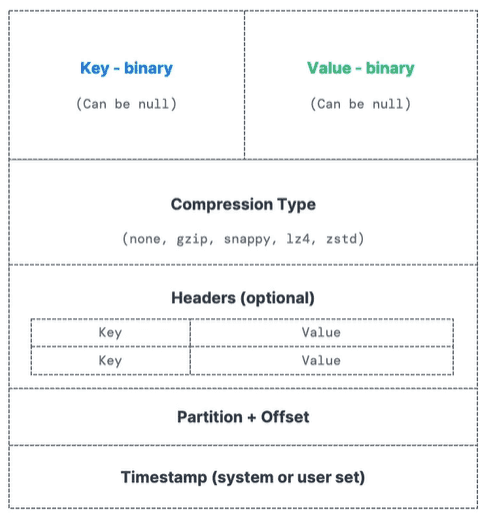 Key - binary
Value - binary
(Can be null)
(Can be null)
Compression Type
(none, gzip, snappy, lz4, zstd)
Headers (optional)
Key Value
Key Value
Partition + Offset
Timestamp (system or user set)